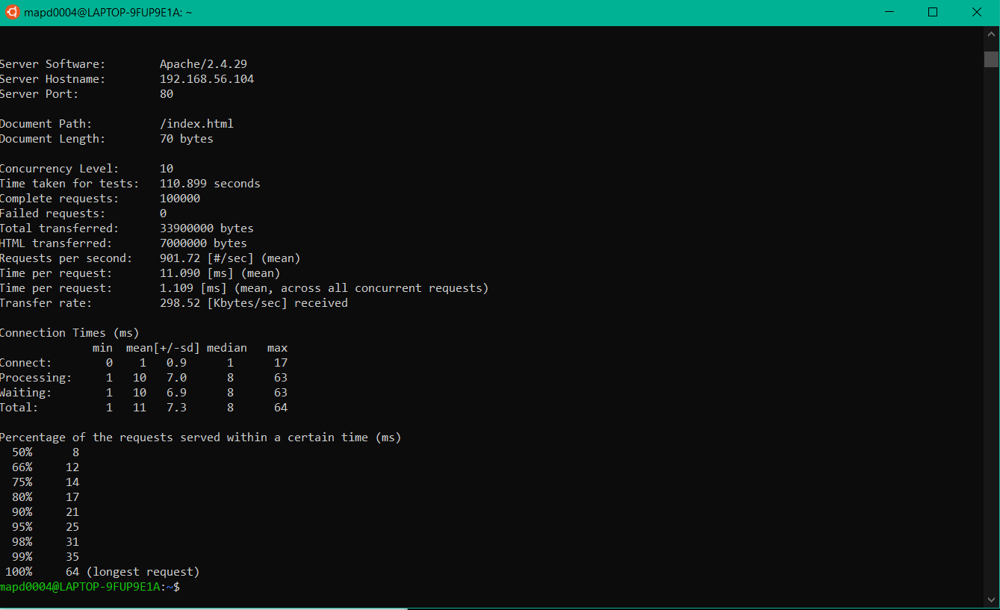 mapd0004@LAPTOP-9FUP9E1A: ~
Server Software:        Apache/2.4.29
Server Hostname:        192.168.56.104
Server Port:            80
Document Path:          /index.html
Document Length:        70 bytes
Concurrency Level:      10
Time taken for tests:   110.899 seconds
Complete requests:      100000
Failed requests:        0
Total transferred:      33900000 bytes
HTML transferred:       7000000 bytes
Requests per second:    901.72 [#/sec] (mean)
Time per request:       11.090 [ms] (mean)
Time per request:       1.109 [ms] (mean, across all concurrent requests)
Transfer rate:          298.52 [Kbytes/sec] received
Connection Times (ms)
              min  mean[+/-sd] median   max
Connect:        0    1   0.9      1      17
Processing:     1   10   7.0      8      63
Waiting:        1   10   6.9      8      63
Total:          1   11   7.3      8      64
Percentage of the requests served within a certain time (ms)
  50%      8
  66%     12
  75%     14
  80%     17
  90%     21
  95%     25
  98%     31
  99%     35
 100%     64 (longest request)
mapd0004@LAPTOP-9FUP9E1A:~$